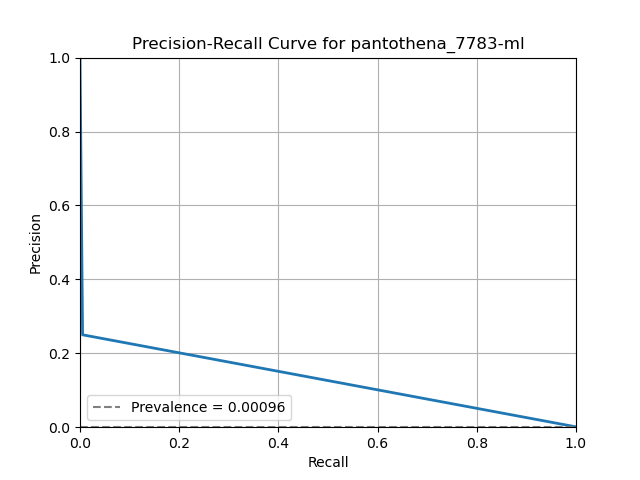 Precision-Recall Curve for pantothena_7783-ml
1.0
0.8
0.6
0.4
0.2
0.0
Precision
Prevalence = 0.00096
0.0 0.2 0.4 0.6 0.8 1.0
Recall